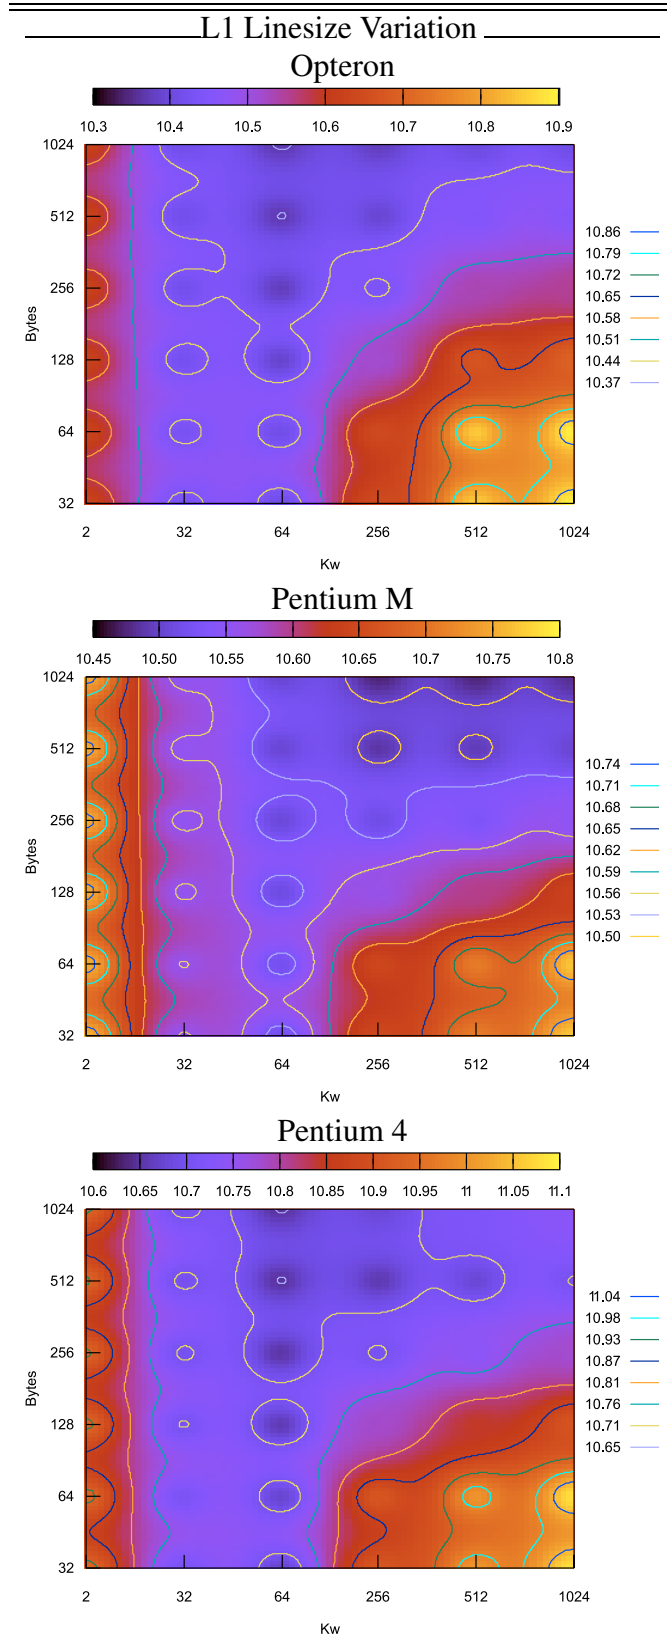 L1 Linesize Variation
Opteron
10.3 10.4 10.5 10.6 10.7 10.8 10.9
1024
512
256
128
64
32
Bytes
2 32 64 256 512 1024
Kw
10.86
10.79
10.72
10.65
10.58
10.51
10.44
10.37
Pentium M
10.45 10.50 10.55 10.60 10.65 10.7 10.75 10.8
1024
512
256
128
64
32
Bytes
2 32 64 256 512 1024
Kw
10.74
10.71
10.68
10.65
10.62
10.59
10.56
10.53
10.50
Pentium 4
10.6 10.65 10.7 10.75 10.8 10.85 10.9 10.95 11 11.05 11.1
1024
512
256
128
64
32
Bytes
2 32 64 256 512 1024
Kw
11.04
10.98
10.93
10.87
10.81
10.76
10.71
10.65